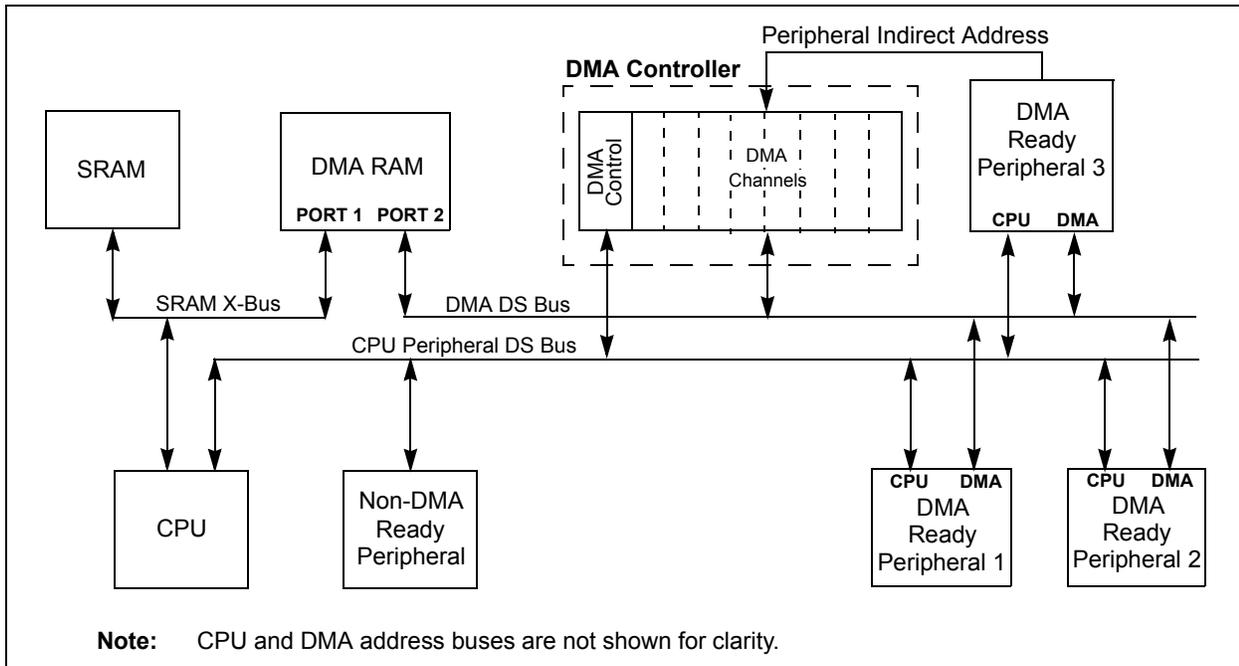 Peripheral Indirect Address
DMA Controller
SRAM
DMA RAM
PORT 1 PORT 2
DMA
Control
DMA
Channels
DMA
Ready
Peripheral 3
CPU DMA
SRAM X-Bus
DMA DS Bus
CPU Peripheral DS Bus
CPU
Non-DMA
Ready
Peripheral
CPU DMA
DMA
Ready
Peripheral 1
CPU DMA
DMA
Ready
Peripheral 2
Note: CPU and DMA address buses are not shown for clarity.